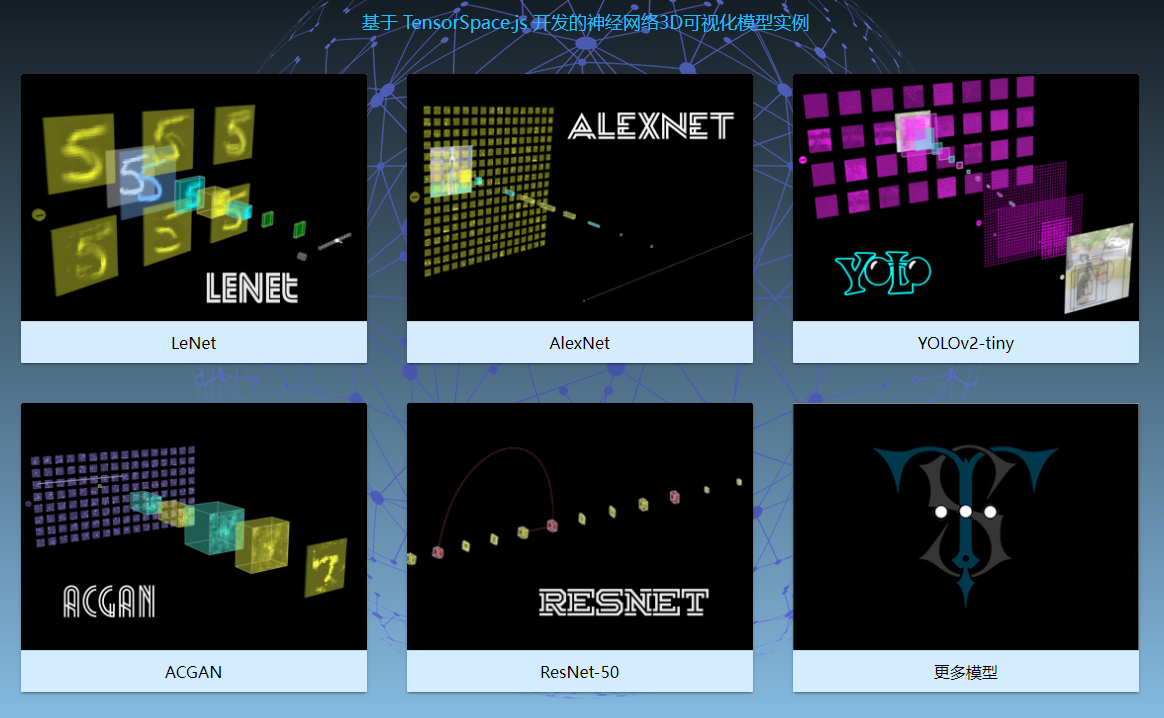 基于 TensorSpace.js 开发的神经网络3D可视化模型实例
LENET
LeNet
ALEXNET
AlexNet
YOLO
YOLOv2-tiny
ACGAN
ACGAN
RESNET
ResNet-50
更多模型